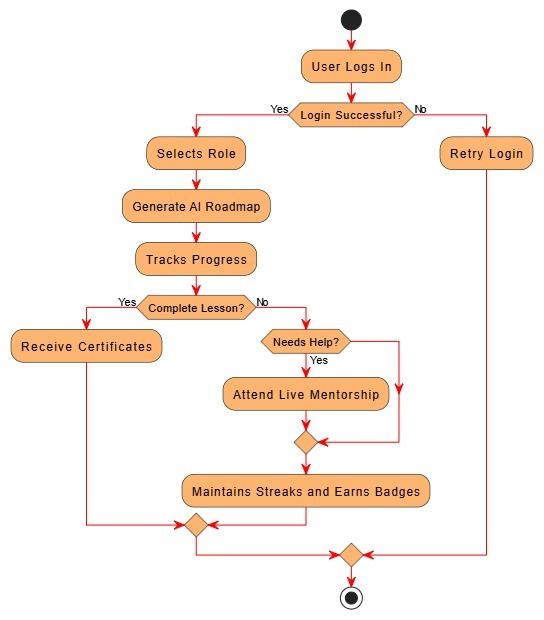 User Logs In
Login Successful?
Yes
No
Selects Role
Retry Login
Generate AI Roadmap
Tracks Progress
Complete Lesson?
Yes
No
Receive Certificates
Needs Help?
Yes
Attend Live Mentorship
Maintains Streaks and Earns Badges